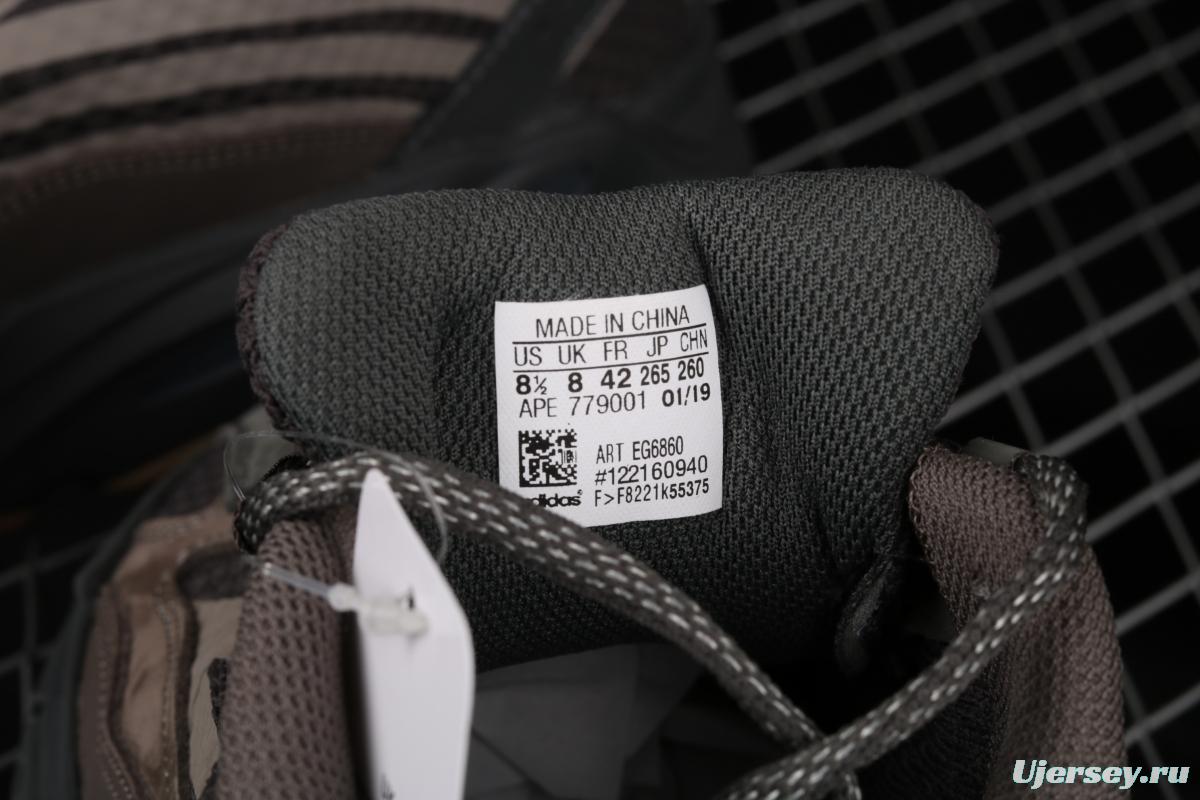 MADE IN CHINA
US UK FR JP CHN
8½ 8 42 265 260
APE 779001 01/19
ART EG6860
#122160940
F>F8221k55375
adidas
Ujersey.ru